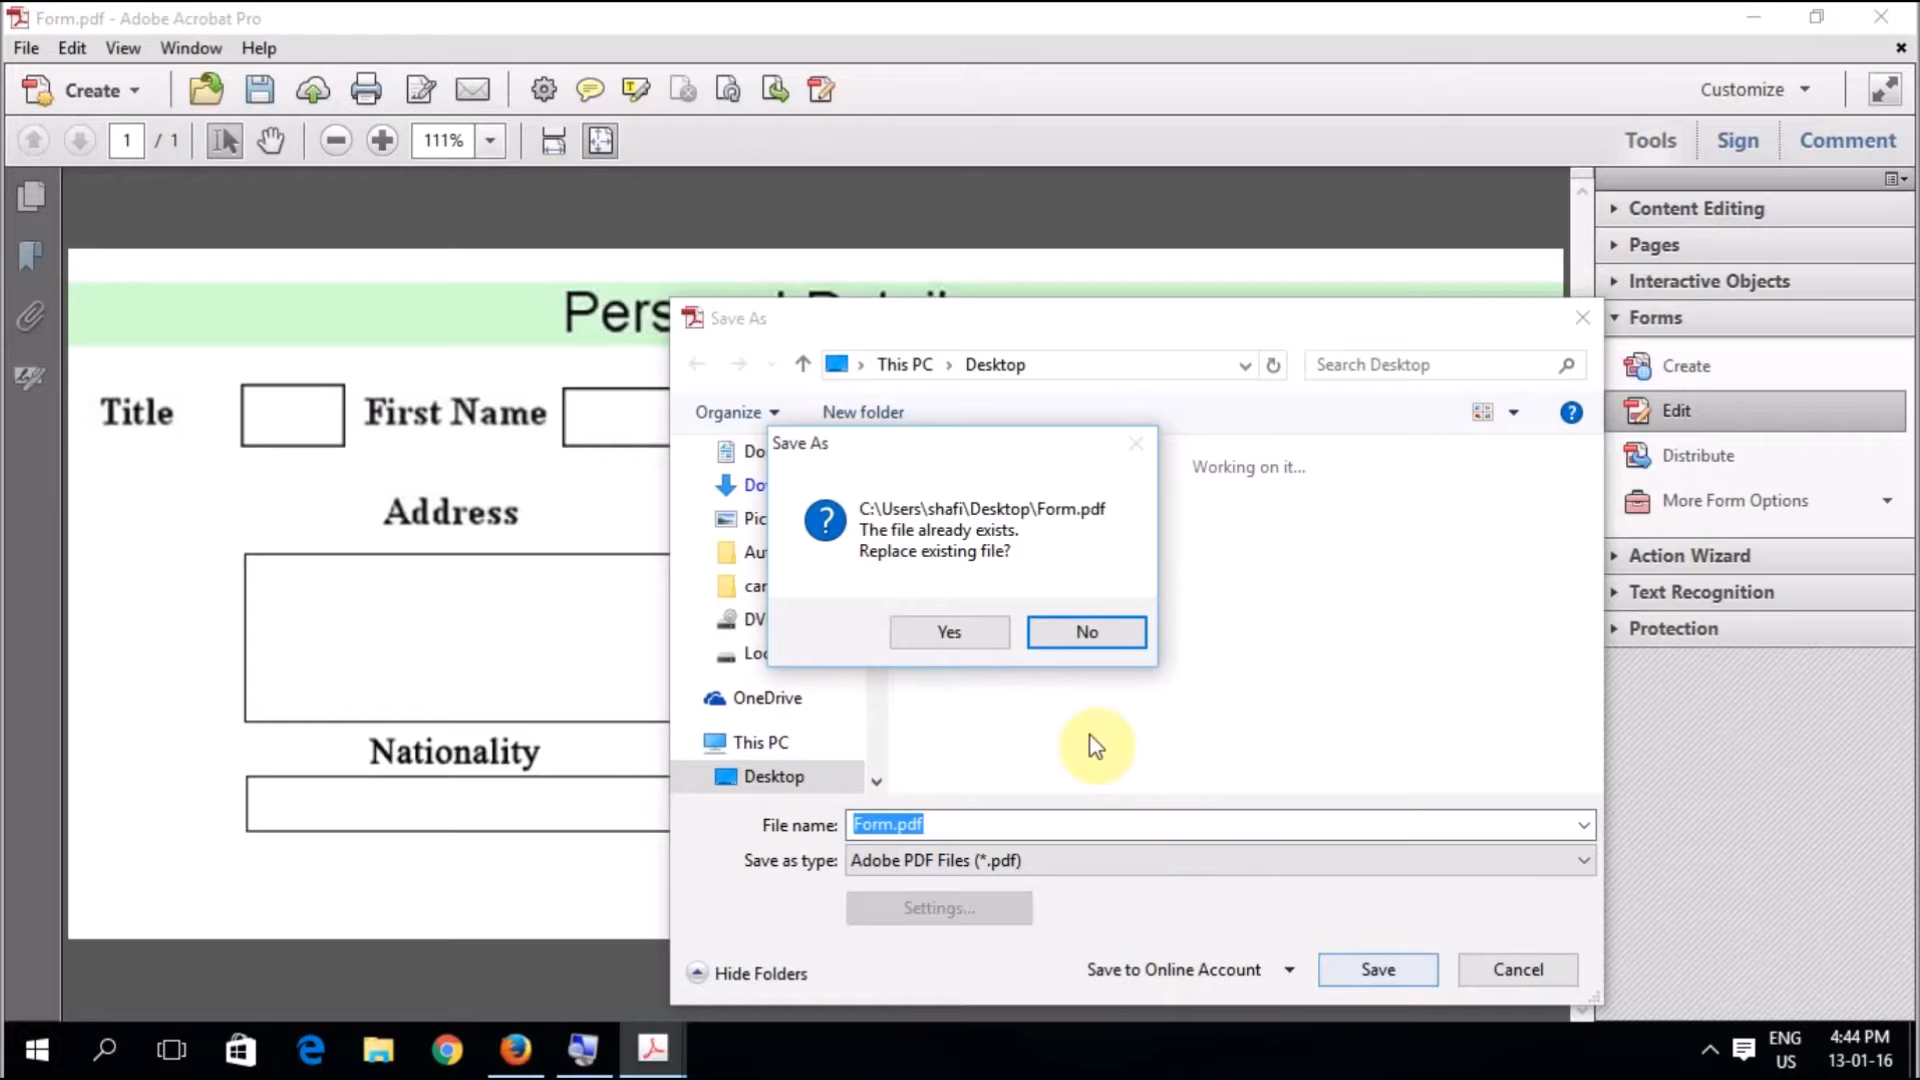 Form.pdf - Adobe Acrobat Pro
File Edit View Window Help
Create
Customize
1 / 1
111%
Tools Sign Comment
Content Editing
Pages
Interactive Objects
Forms
Create
Edit
Distribute
More Form Options
Action Wizard
Text Recognition
Protection
Title
First Name
Address
Nationality
Save As
This PC
Desktop
Search Desktop
Organize
New folder
Working on it...
OneDrive
This PC
Desktop
Save As
C:\Users\shafi\Desktop\Form.pdf
The file already exists.
Replace existing file?
Yes
No
File name:
Form.pdf
Save as type:
Adobe PDF Files (*.pdf)
Settings...
Hide Folders
Save to Online Account
Save
Cancel
ENG
US
4:44 PM
13-01-16